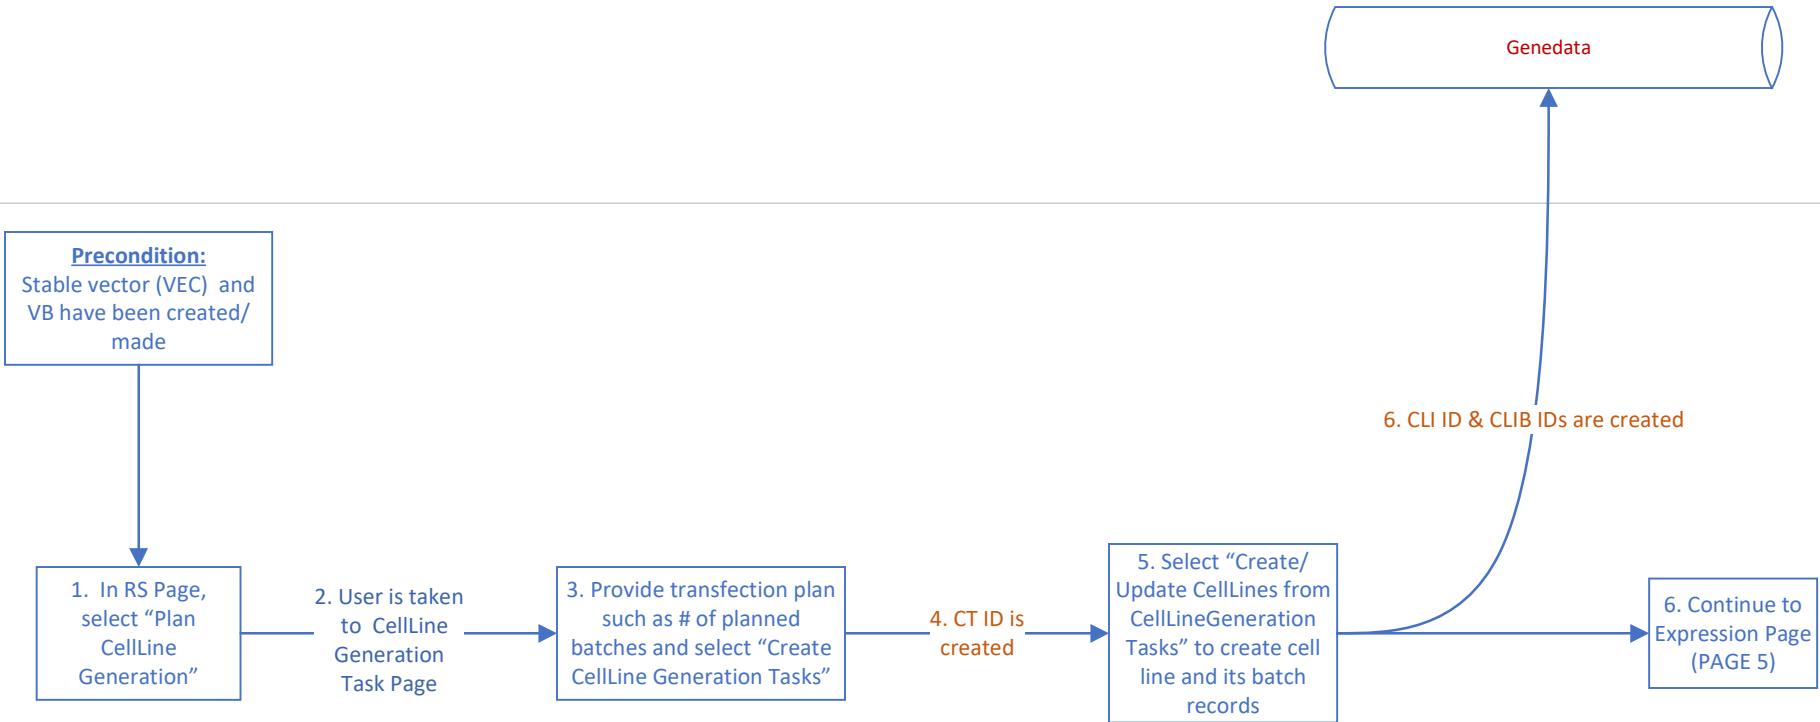 Genedata
Precondition:
Stable vector (VEC) and
VB have been created/
made
6. CLI ID & CLIB IDs are created
1. In RS Page,
select “Plan
CellLine
Generation”
2. User is taken
to CellLine
Generation
Task Page
3. Provide transfection plan
such as # of planned
batches and select “Create
CellLine Generation Tasks”
4. CT ID is
created
5. Select “Create/
Update CellLines from
CellLineGeneration
Tasks” to create cell
line and its batch
records
6. Continue to
Expression Page
(PAGE 5)